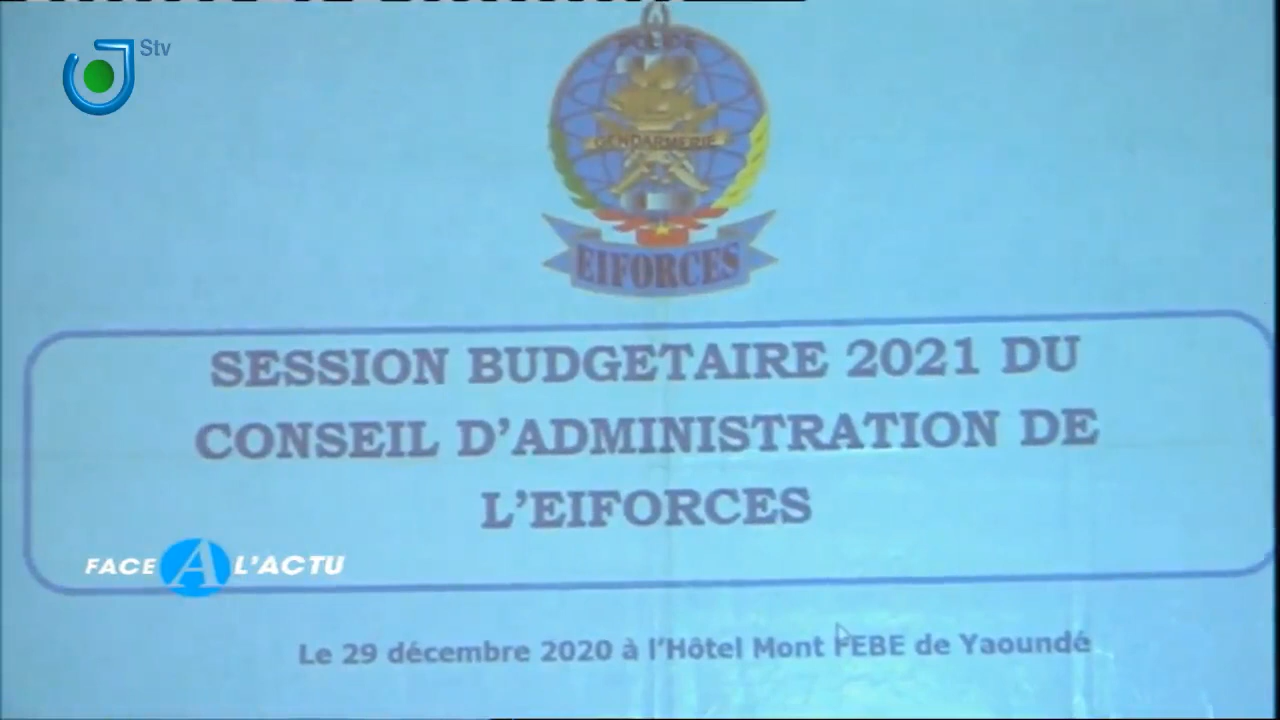 Stv
POLICE
GENDARMERIE
EIFORCES
SESSION BUDGETAIRE 2021 DU
CONSEIL D'ADMINISTRATION DE
L'EIFORCES
FACE A L'ACTU
Le 29 décembre 2020 à l'Hôtel Mont FEBE de Yaoundé